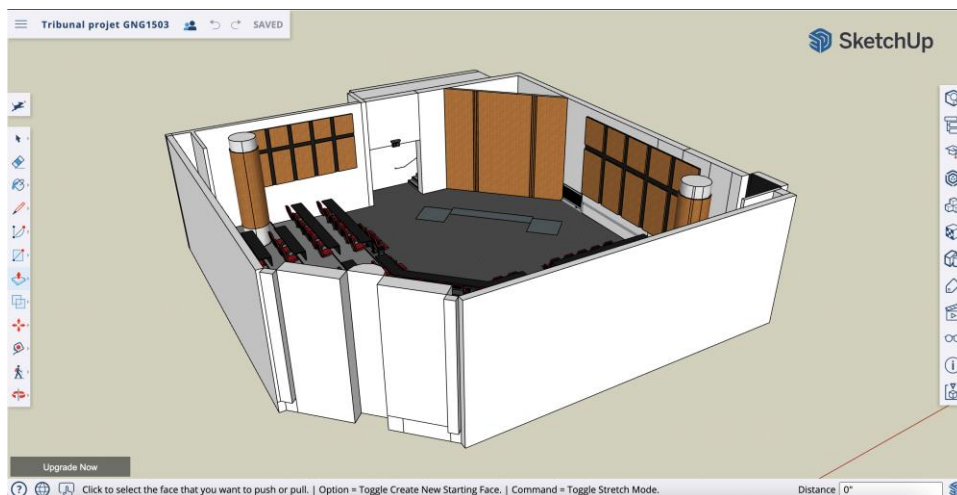 Tribunal projet GNG1503 SAVED
SketchUp
Upgrade Now
Click to select the face that you want to push or pull. | Option = Toggle Create New Starting Face. | Command = Toggle Stretch Mode. Distance 0"